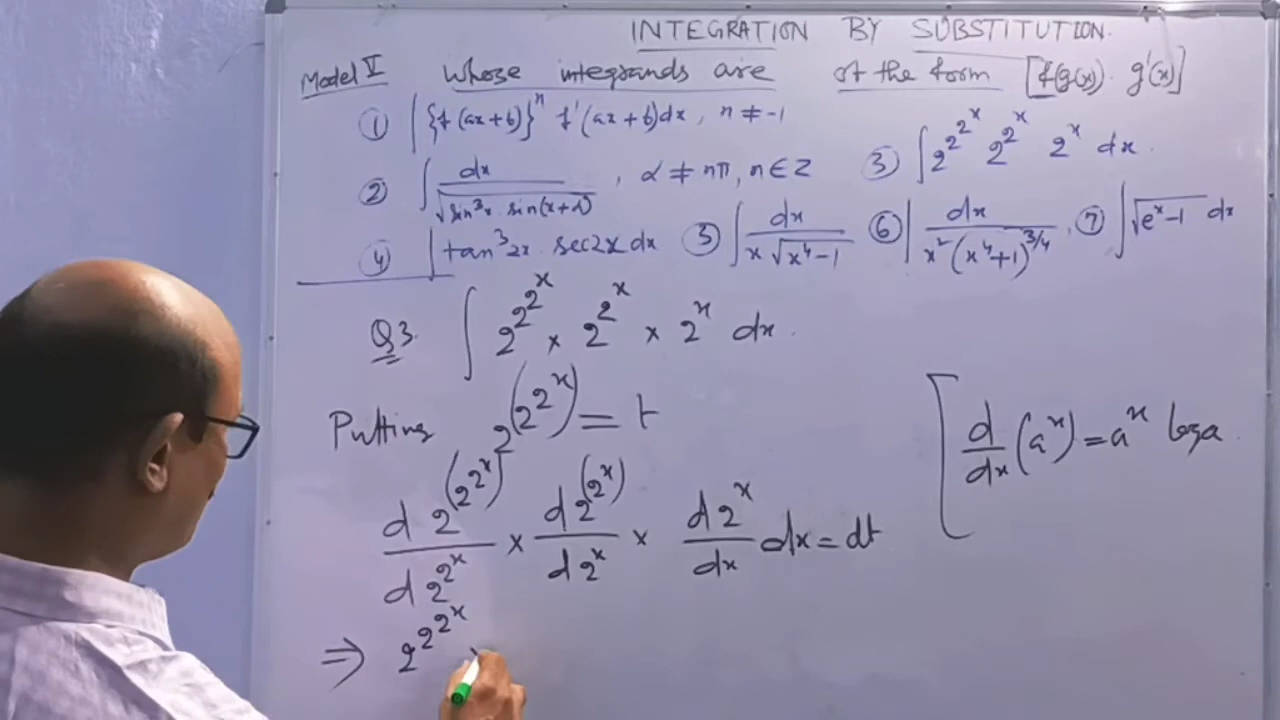 INTEGRATION BY SUBSTITUTION.
Model V whose integrands are of the form [f(g(x)). g'(x)]
① ∫{f(ax+b)}ⁿ f'(ax+b)dx, n ≠ -1
② ∫ dx / √(sin³x. sin(x+α)) , α ≠ nπ, n ∈ Z ③ ∫ 2^2^2^x 2^2^x 2^x dx.
④ ∫ tan³2x. sec2x dx ⑤ ∫ dx / (x√(x⁴-1)) ⑥ ∫ dx / (x²(x⁴+1)^3/4), ⑦ ∫ √(eˣ-1) dx
Q3. ∫ 2^2^2^x × 2^2^x × 2^x dx.
Putting 2^(2^2^x) = t
[ d/dx (aˣ) = aˣ loga.
d 2^(2^2^x) / d 2^2^x × d 2^(2^x) / d 2^x × d 2^x / dx dx = dt
⇒ 2^2^2^x